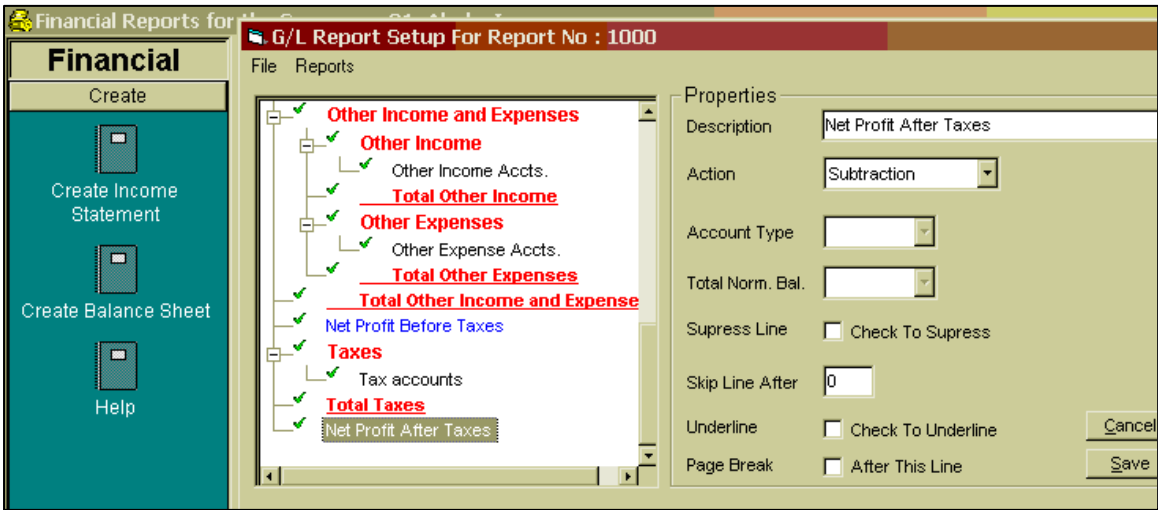 Financial Reports for
G/L Report Setup For Report No : 1000
Financial
Create
Create Income
Statement
Create Balance Sheet
Help
File Reports
Other Income and Expenses
Other Income
Other Income Accts.
Total Other Income
Other Expenses
Other Expense Accts.
Total Other Expenses
Total Other Income and Expense
Net Profit Before Taxes
Taxes
Tax accounts
Total Taxes
Net Profit After Taxes
Properties
Description Net Profit After Taxes
Action Subtraction
Account Type
Total Norm. Bal.
Supress Line Check To Supress
Skip Line After 0
Underline Check To Underline
Cancel
Page Break After This Line
Save